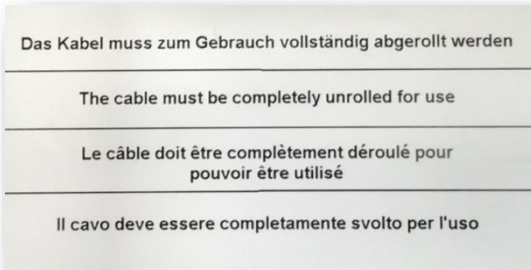 Das Kabel muss zum Gebrauch vollständig abgerollt werden
The cable must be completely unrolled for use
Le câble doit être complètement déroulé pour
pouvoir être utilisé
Il cavo deve essere completamente svolto per l'uso